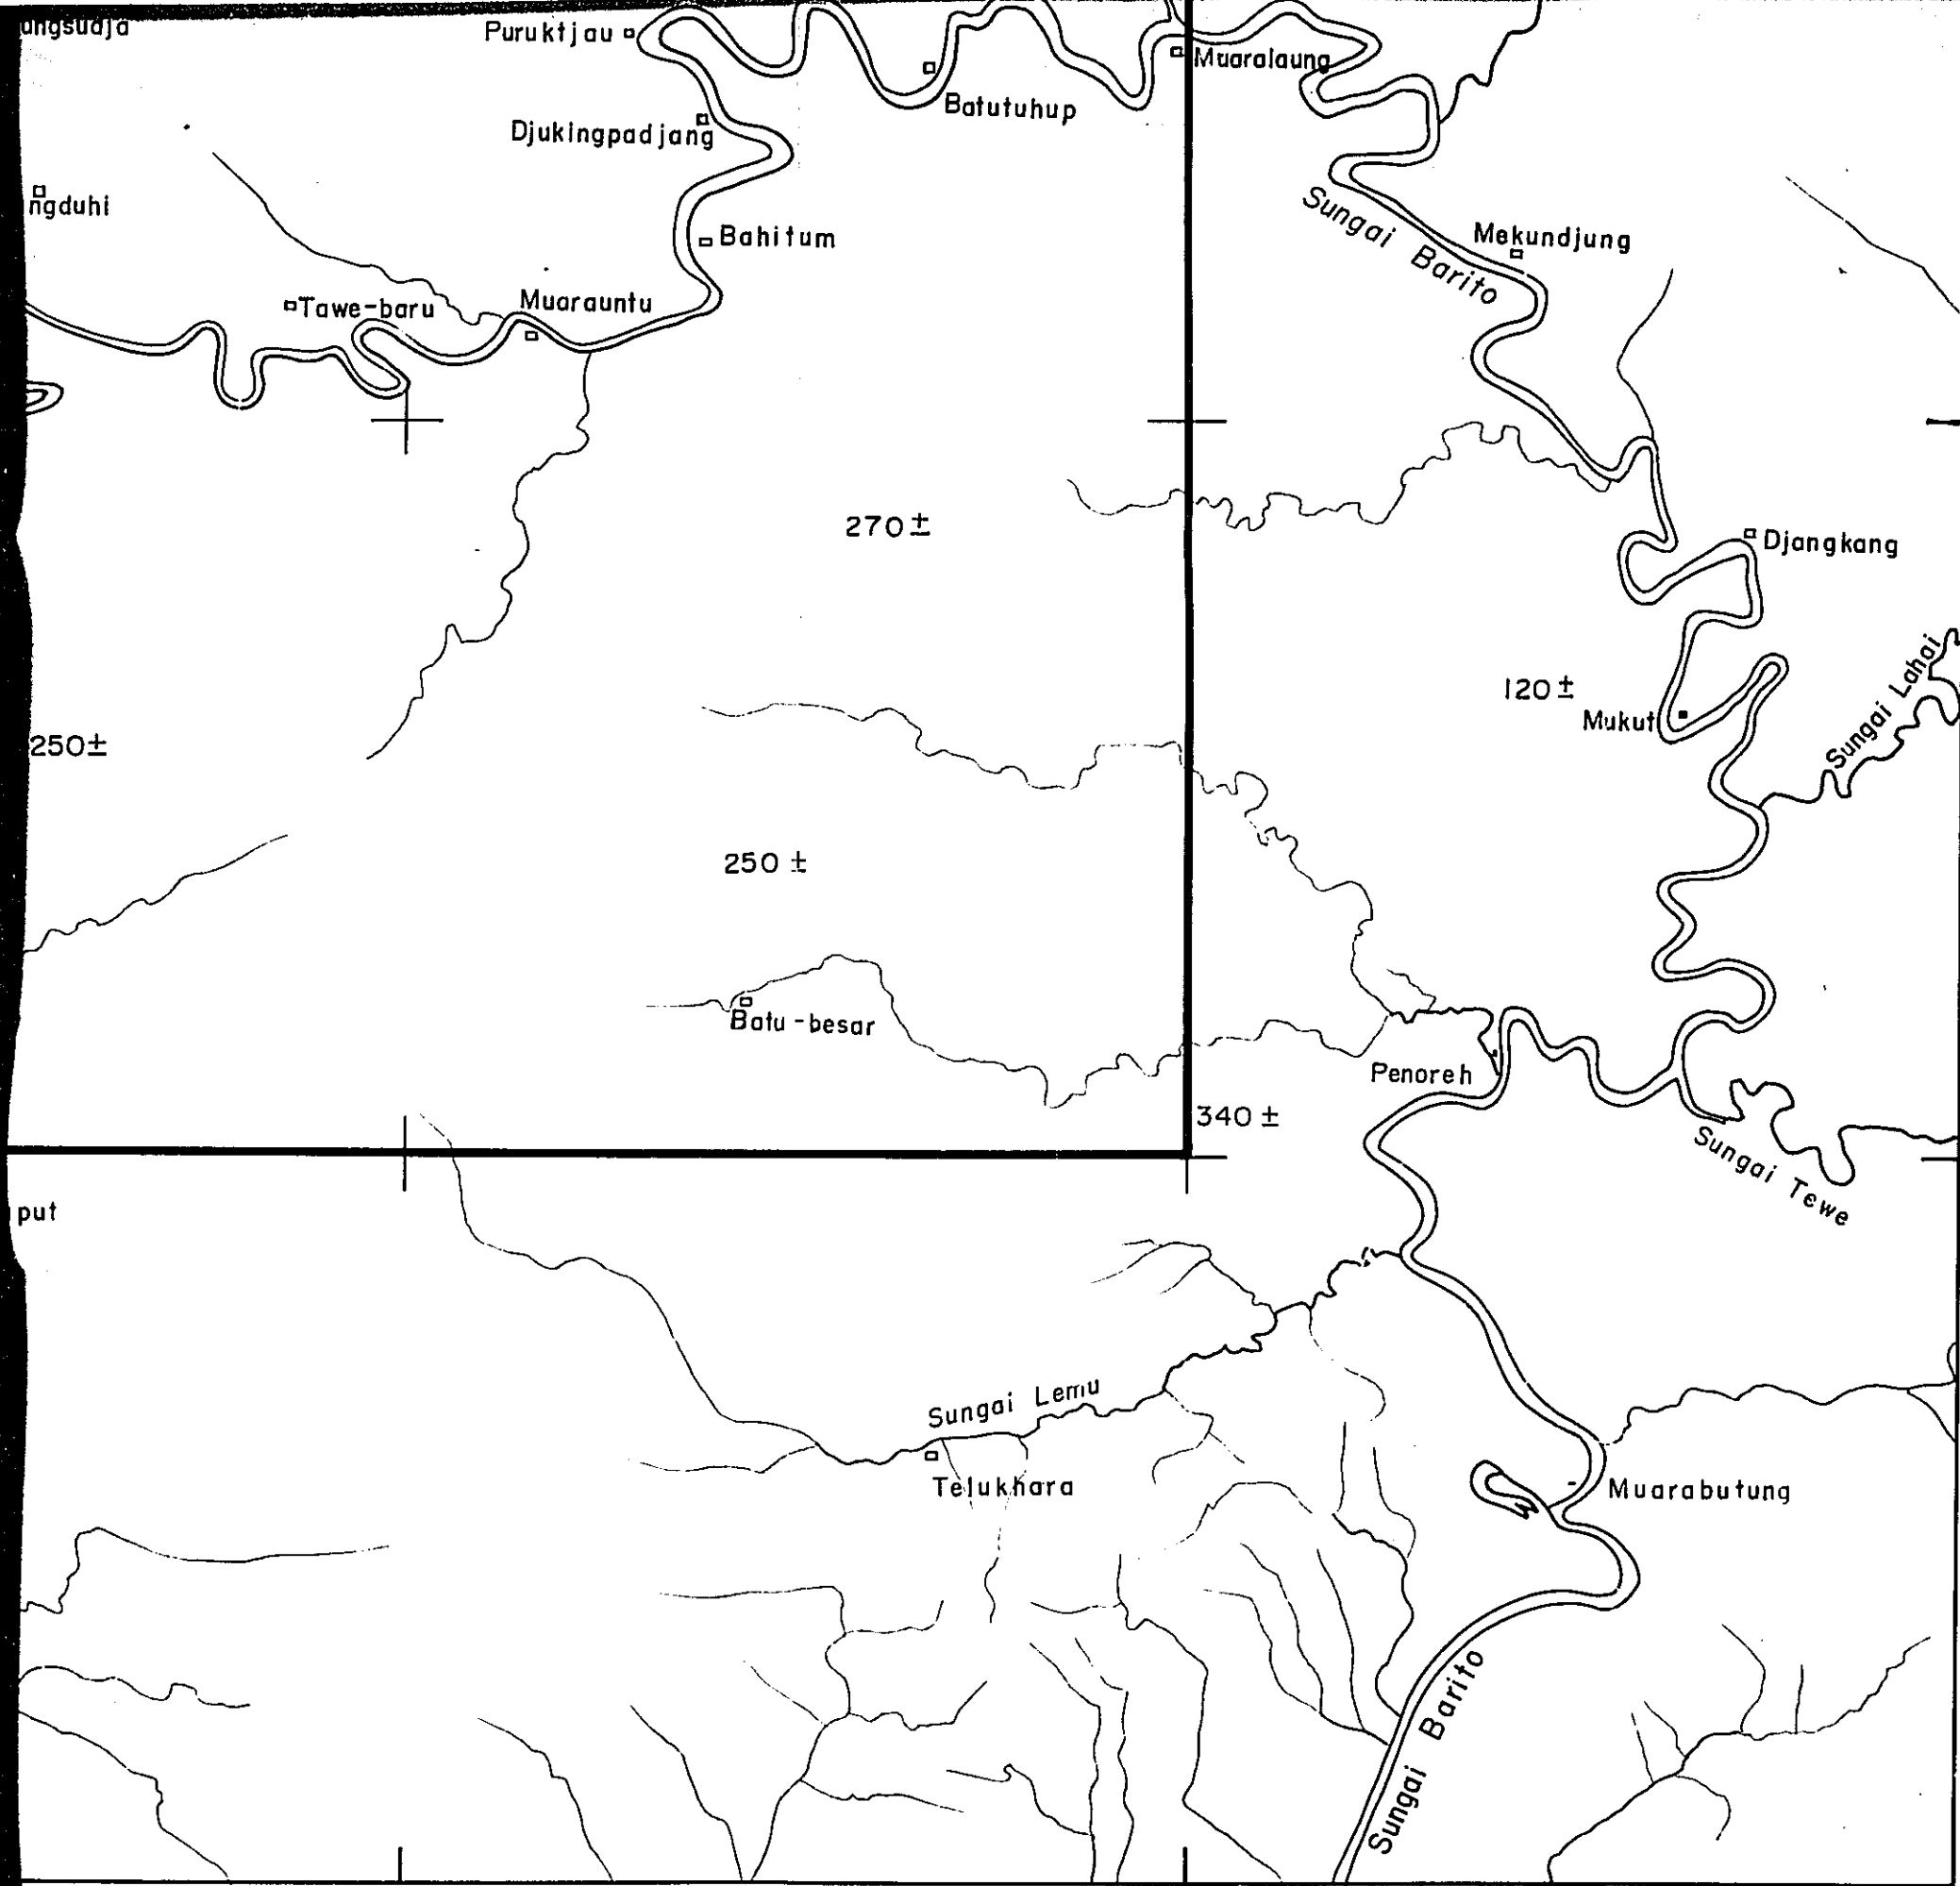 angsudja
Puruktjau
Muaralaung
Batutuhup
Djukingpadjang
ngduhi
Sungai Barito
Bahitum
Mekundjung
Tawe-baru
Muarauntu
270±
Djangkang
120±
Mukut
Sungai Lahai
250±
250 ±
Batu-besar
Penoreh
340±
Sungai Tewe
put
Sungai Lemu
Telukhara
Muarabutung
Sungai Barito